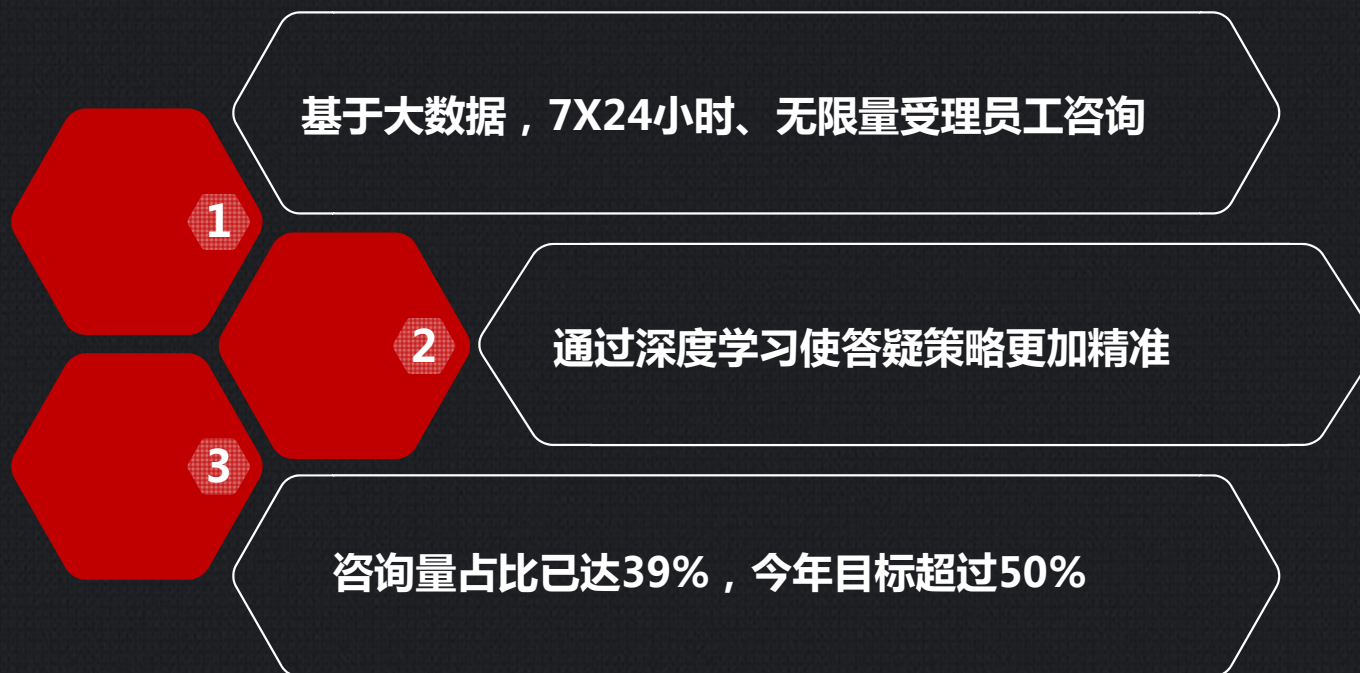 基于大数据，7X24小时、无限量受理员工咨询
1
2
通过深度学习使答疑策略更加精准
3
咨询量占比已达39%，今年目标超过50%